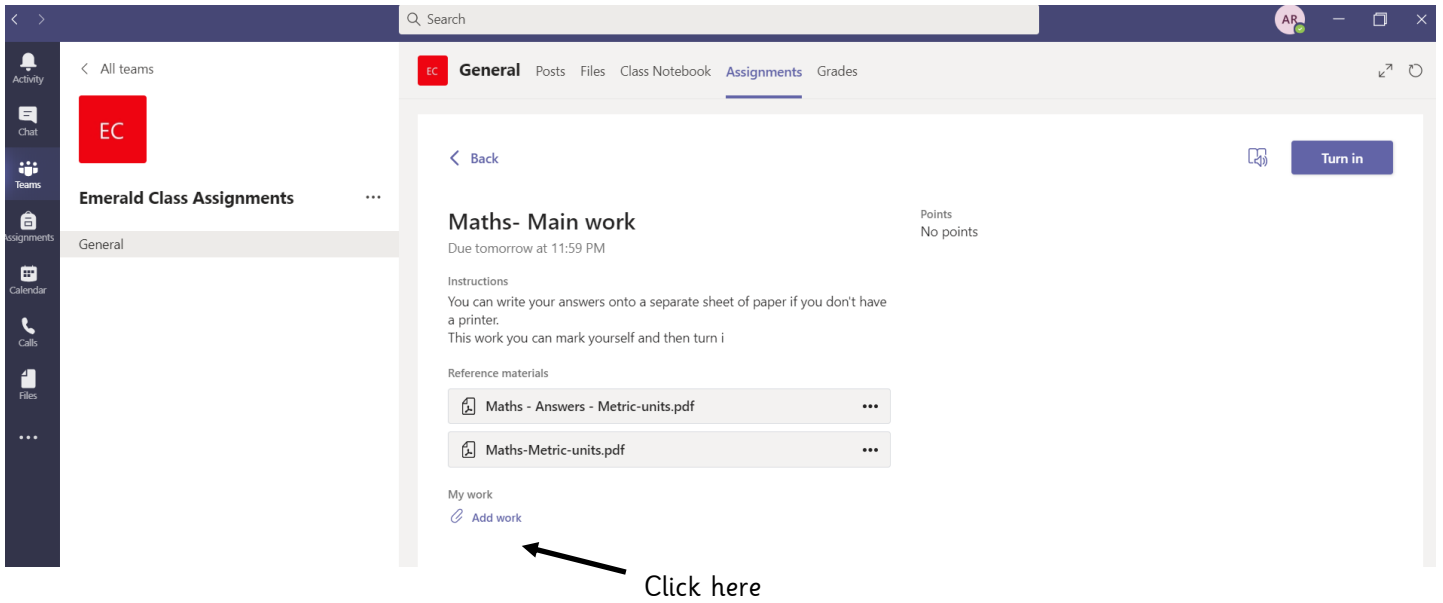 Search
AR
Activity
Chat
Teams
Assignments
Calendar
Calls
Files
All teams
EC
Emerald Class Assignments
General
EC General Posts Files Class Notebook Assignments Grades
Back
Turn in
Maths- Main work
Due tomorrow at 11:59 PM
Points
No points
Instructions
You can write your answers onto a separate sheet of paper if you don't have
a printer.
This work you can mark yourself and then turn i
Reference materials
Maths - Answers - Metric-units.pdf
Maths-Metric-units.pdf
My work
Add work
Click here